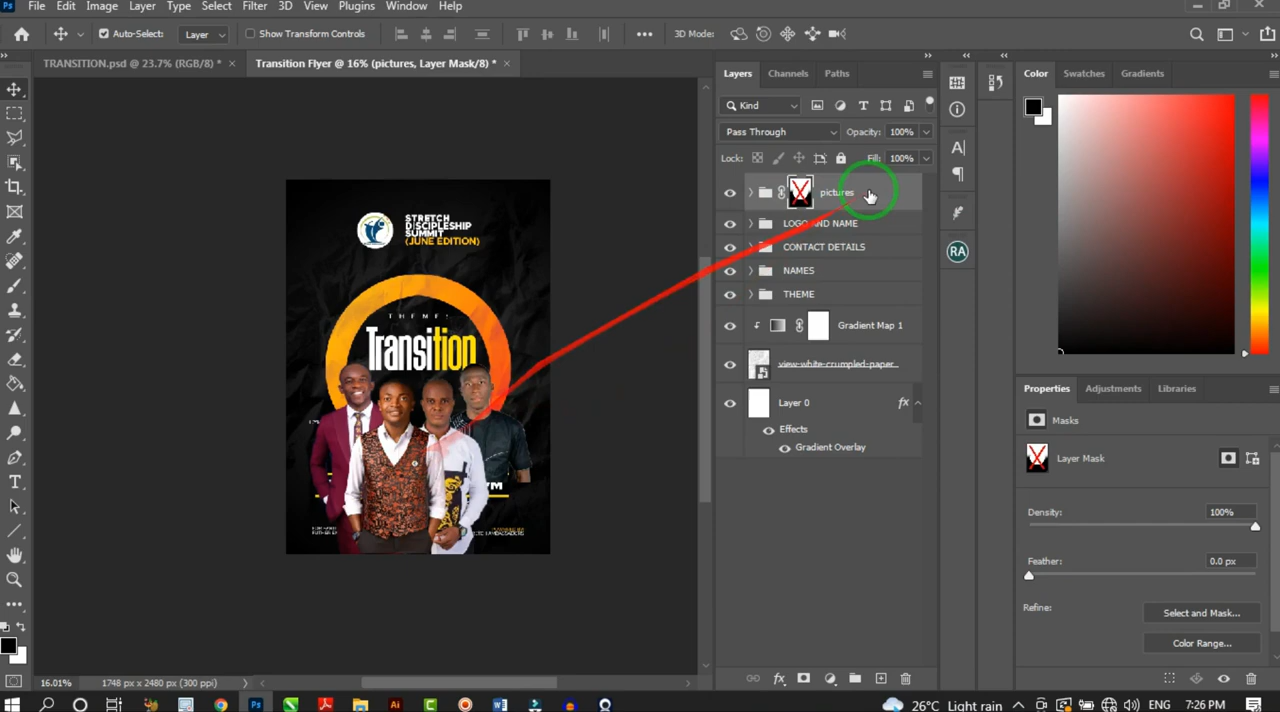 Ps File Edit Image Layer Type Select Filter 3D View Plugins Window Help
Auto-Select: Layer Show Transform Controls 3D Mode:
TRANSITION.psd @ 23.7% (RGB/8) * × Transition Flyer @ 16% (pictures, Layer Mask/8) * ×
Layers Channels Paths
Color Swatches Gradients
Kind
Pass Through Opacity: 100%
Lock: Fill: 100%
pictures
LOGO AND NAME
CONTACT DETAILS
NAMES
THEME
Gradient Map 1
view-white-crumpled-paper-
Layer 0 fx
Effects
Gradient Overlay
RA
STRETCH
DISCIPLESHIP
SUMMIT
(JUNE EDITION)
THEME:
Transition
YM
Properties Adjustments Libraries
Masks
Layer Mask
Density: 100%
Feather: 0.0 px
Refine:
Select and Mask...
Color Range...
16.01% 1748 px x 2480 px (300 ppi)
26°C Light rain ENG 7:26 PM